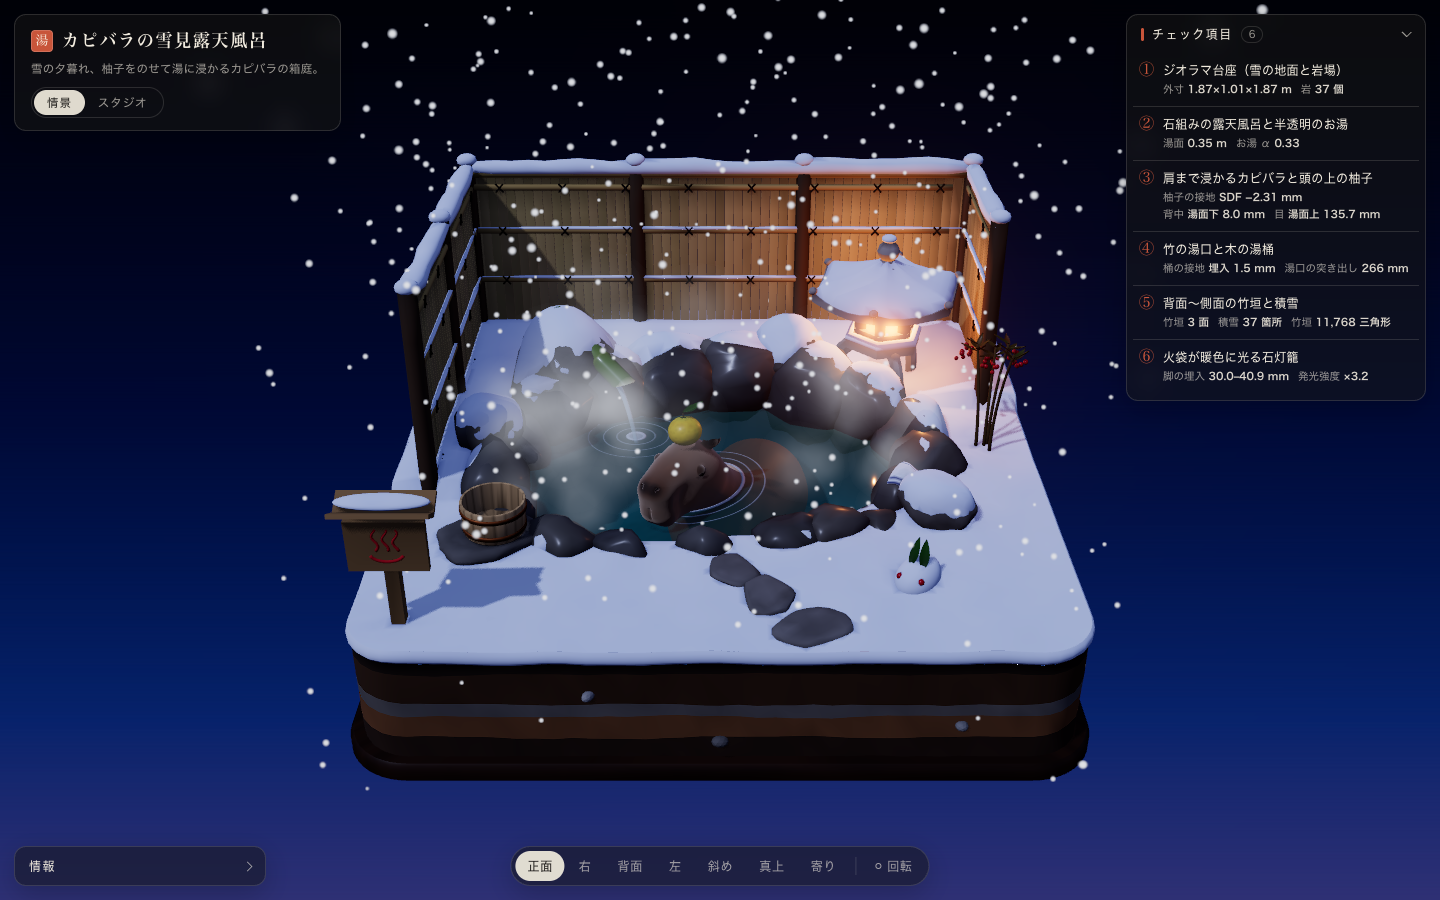 湯 カピバラの雪見露天風呂
雪の夕暮れ、柚子をのせて湯に浸かるカピバラの箱庭。
情景 スタジオ
チェック項目 6
① ジオラマ台座（雪の地面と岩場）
外寸 1.87×1.01×1.87 m 岩 37 個
② 石組みの露天風呂と半透明のお湯
湯面 0.35 m お湯 α 0.33
③ 肩まで浸かるカピバラと頭の上の柚子
柚子の接地 SDF −2.31 mm
背中 湯面下 8.0 mm 目 湯面上 135.7 mm
④ 竹の湯口と木の湯桶
桶の接地 埋入 1.5 mm 湯口の突き出し 266 mm
⑤ 背面〜側面の竹垣と積雪
竹垣 3 面 積雪 37 箇所 竹垣 11,768 三角形
⑥ 火袋が暖色に光る石灯籠
脚の埋入 30.0–40.9 mm 発光強度 ×3.2
情報
正面 右 背面 左 斜め 真上 寄り 回転